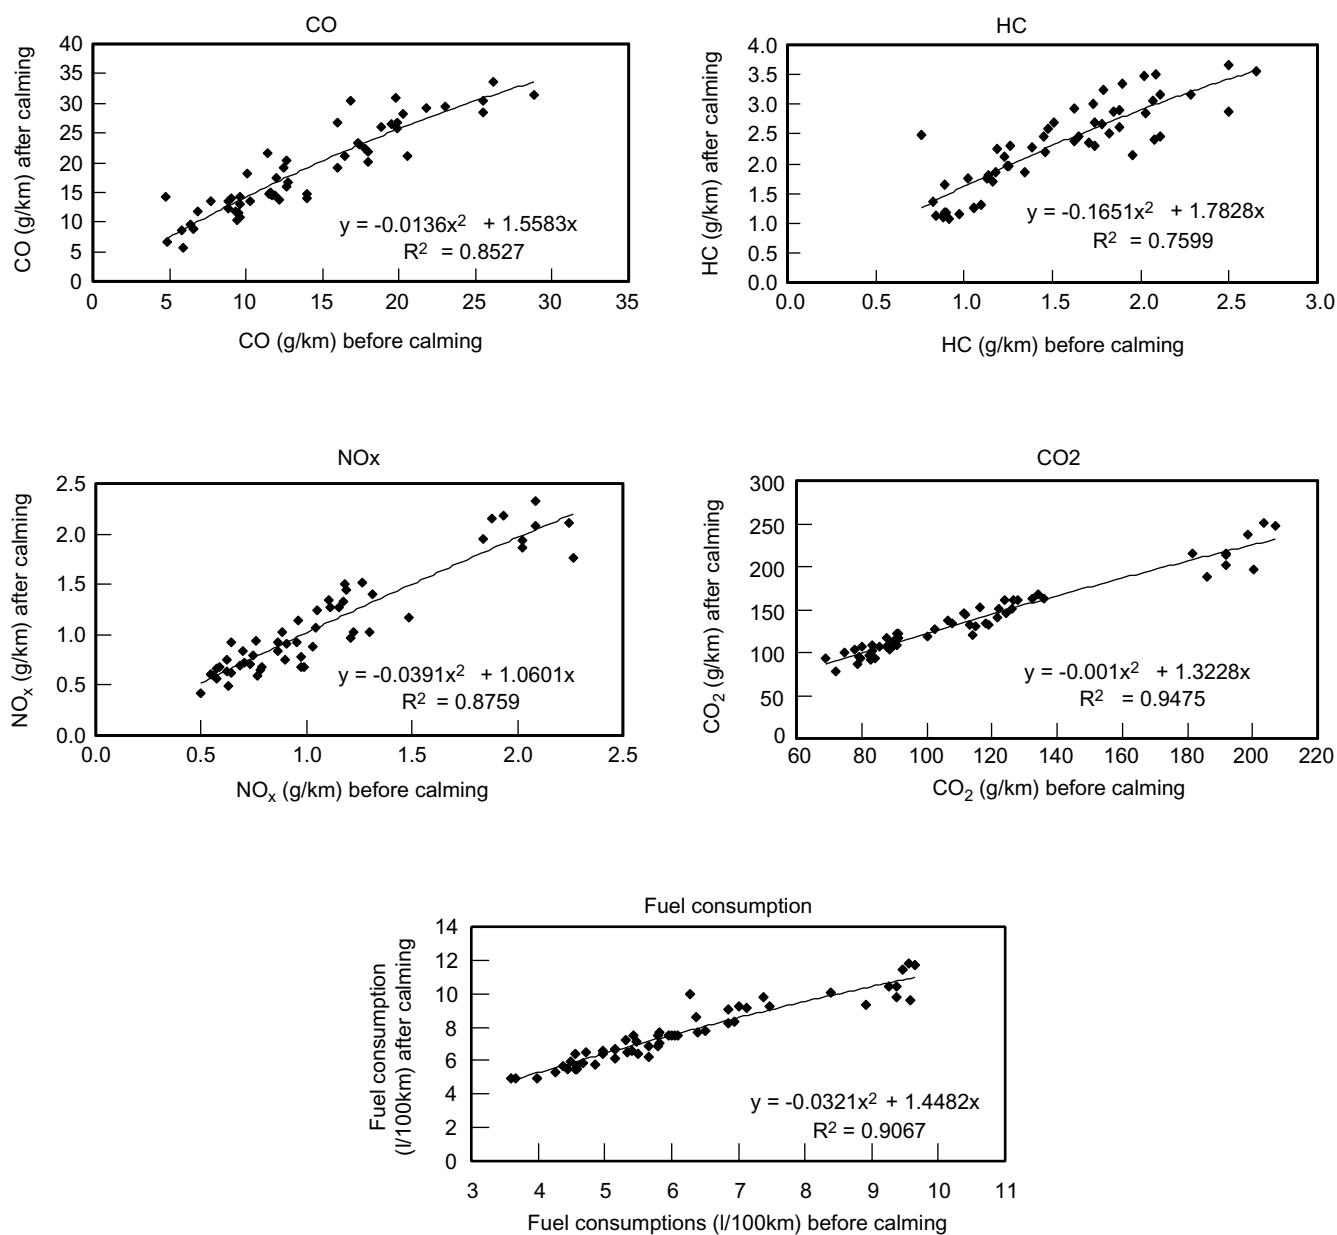 CO
40
35
30
25
20
15
10
5
0
0 5 10 15 20 25 30 35
CO (g/km) after calming
CO (g/km) before calming
y = -0.0136x² + 1.5583x
R² = 0.8527
HC
4.0
3.5
3.0
2.5
2.0
1.5
1.0
0.5
0.0
0.0 0.5 1.0 1.5 2.0 2.5 3.0
HC (g/km) after calming
HC (g/km) before calming
y = -0.1651x² + 1.7828x
R² = 0.7599
NOx
2.5
2.0
1.5
1.0
0.5
0.0
0.0 0.5 1.0 1.5 2.0 2.5
NOₓ (g/km) after calming
NOₓ (g/km) before calming
y = -0.0391x² + 1.0601x
R² = 0.8759
CO2
300
250
200
150
100
50
0
60 80 100 120 140 160 180 200 220
CO₂ (g/km) after calming
CO₂ (g/km) before calming
y = -0.001x² + 1.3228x
R² = 0.9475
Fuel consumption
14
12
10
8
6
4
2
0
3 4 5 6 7 8 9 10 11
Fuel consumption
(l/100km) after calming
Fuel consumptions (l/100km) before calming
y = -0.0321x² + 1.4482x
R² = 0.9067